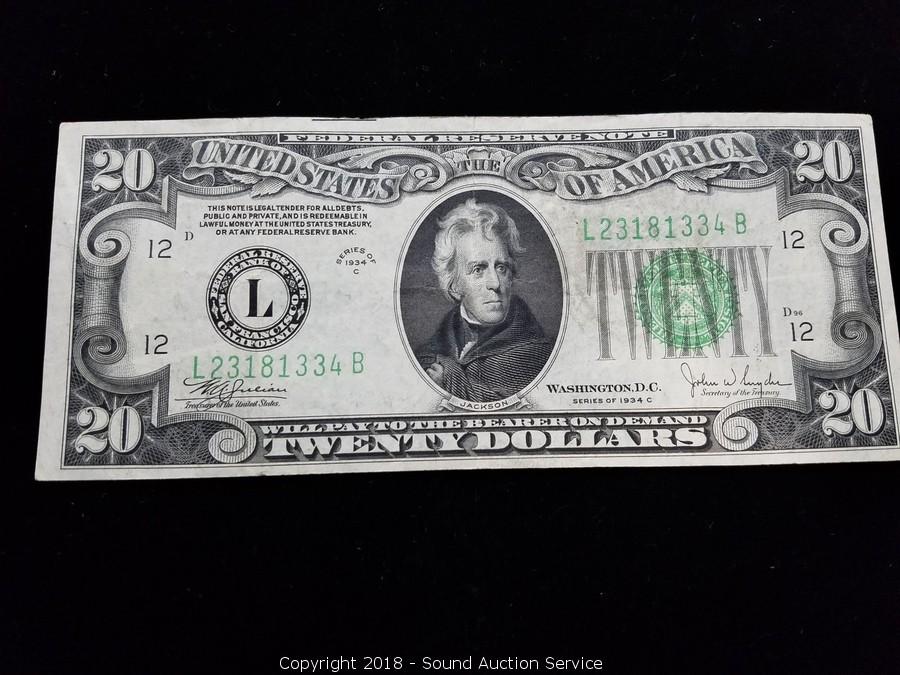 FEDERAL RESERVE NOTE
20 UNITED STATES THE OF AMERICA 20
THIS NOTE IS LEGAL TENDER FOR ALL DEBTS,
PUBLIC AND PRIVATE, AND IS REDEEMABLE IN
LAWFUL MONEY AT THE UNITED STATES TREASURY,
OR AT ANY FEDERAL RESERVE BANK.
L23181334 B
12 D
12
SERIES OF
1934
C
FEDERAL RESERVE BANK OF SAN FRANCISCO CALIFORNIA
L
TWENTY
D96
12
12
L23181334 B
Treasurer of the United States.
WASHINGTON, D.C.
SERIES OF 1934 C
John W Snyder
Secretary of the Treasury
JACKSON
20 WILL PAY TO THE BEARER ON DEMAND 20
TWENTY DOLLARS
Copyright 2018 - Sound Auction Service